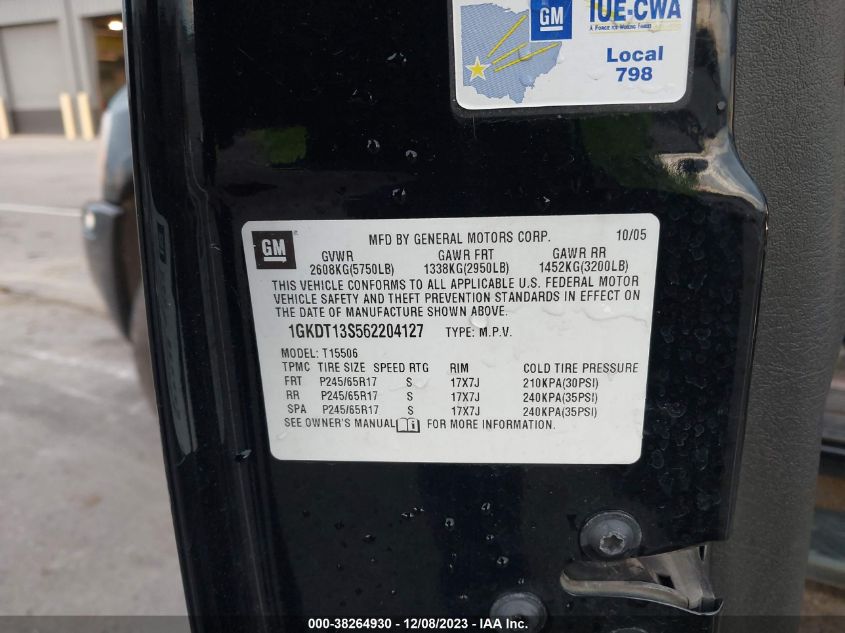 GM IUE-CWA
A FORCE FOR WORKING FAMILIES
Local
798
GM
MFD BY GENERAL MOTORS CORP. 10/05
GVWR GAWR FRT GAWR RR
2608KG(5750LB) 1338KG(2950LB) 1452KG(3200LB)
THIS VEHICLE CONFORMS TO ALL APPLICABLE U.S. FEDERAL MOTOR
VEHICLE SAFETY AND THEFT PREVENTION STANDARDS IN EFFECT ON
THE DATE OF MANUFACTURE SHOWN ABOVE.
1GKDT13S562204127 TYPE: M.P.V.
MODEL: T15506
TPMC TIRE SIZE SPEED RTG RIM COLD TIRE PRESSURE
FRT P245/65R17 S 17X7J 210KPA(30PSI)
RR P245/65R17 S 17X7J 240KPA(35PSI)
SPA P245/65R17 S 17X7J 240KPA(35PSI)
SEE OWNER'S MANUAL FOR MORE INFORMATION.
000-38264930 - 12/08/2023 - IAA Inc.